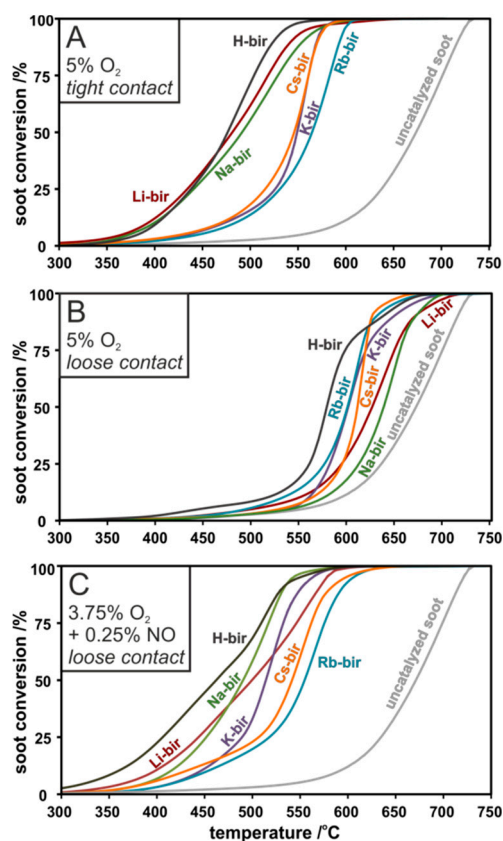 A
5% O₂
tight contact
soot conversion /%
100
75
50
25
0
H-bir
Li-bir
Na-bir
Cs-bir
K-bir
Rb-bir
uncatalyzed soot
300 350 400 450 500 550 600 650 700 750
B
5% O₂
loose contact
soot conversion /%
100
75
50
25
0
H-bir
Rb-bir
Cs-bir
K-bir
Na-bir
Li-bir
uncatalyzed soot
300 350 400 450 500 550 600 650 700 750
C
3.75% O₂
+ 0.25% NO
loose contact
soot conversion /%
100
75
50
25
0
H-bir
Na-bir
Li-bir
K-bir
Cs-bir
Rb-bir
uncatalyzed soot
300 350 400 450 500 550 600 650 700 750
temperature /°C